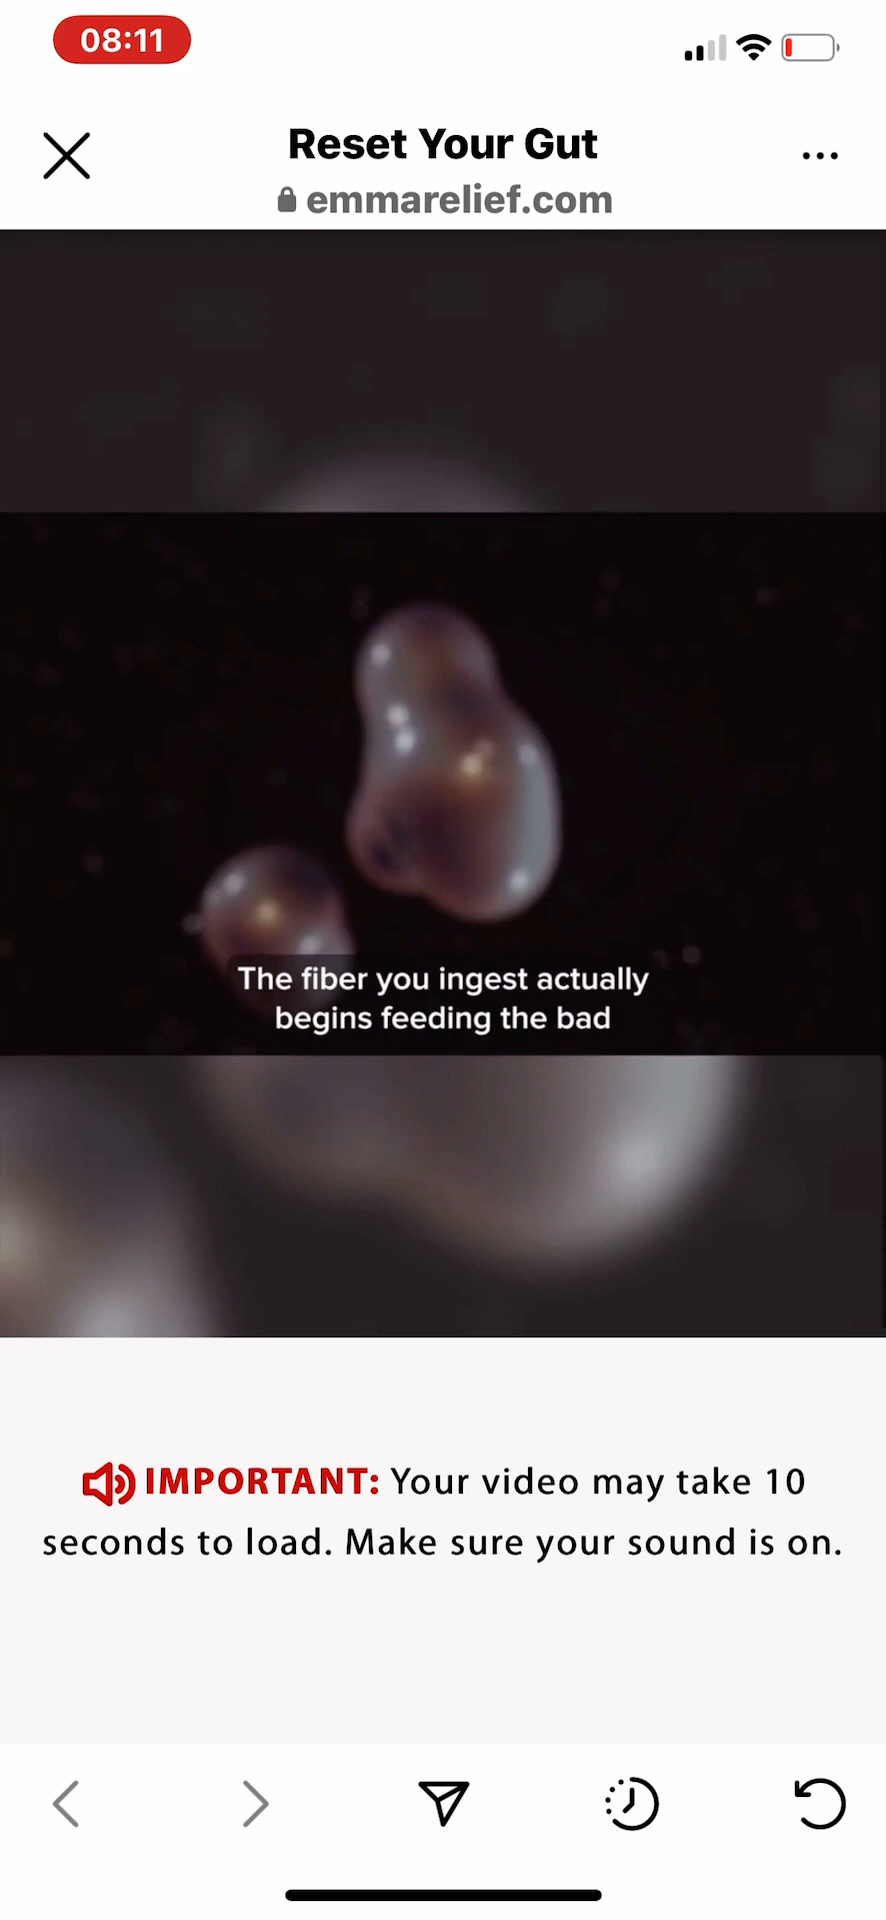 08:11
Reset Your Gut
emmarelief.com
The fiber you ingest actually
begins feeding the bad
IMPORTANT: Your video may take 10
seconds to load. Make sure your sound is on.